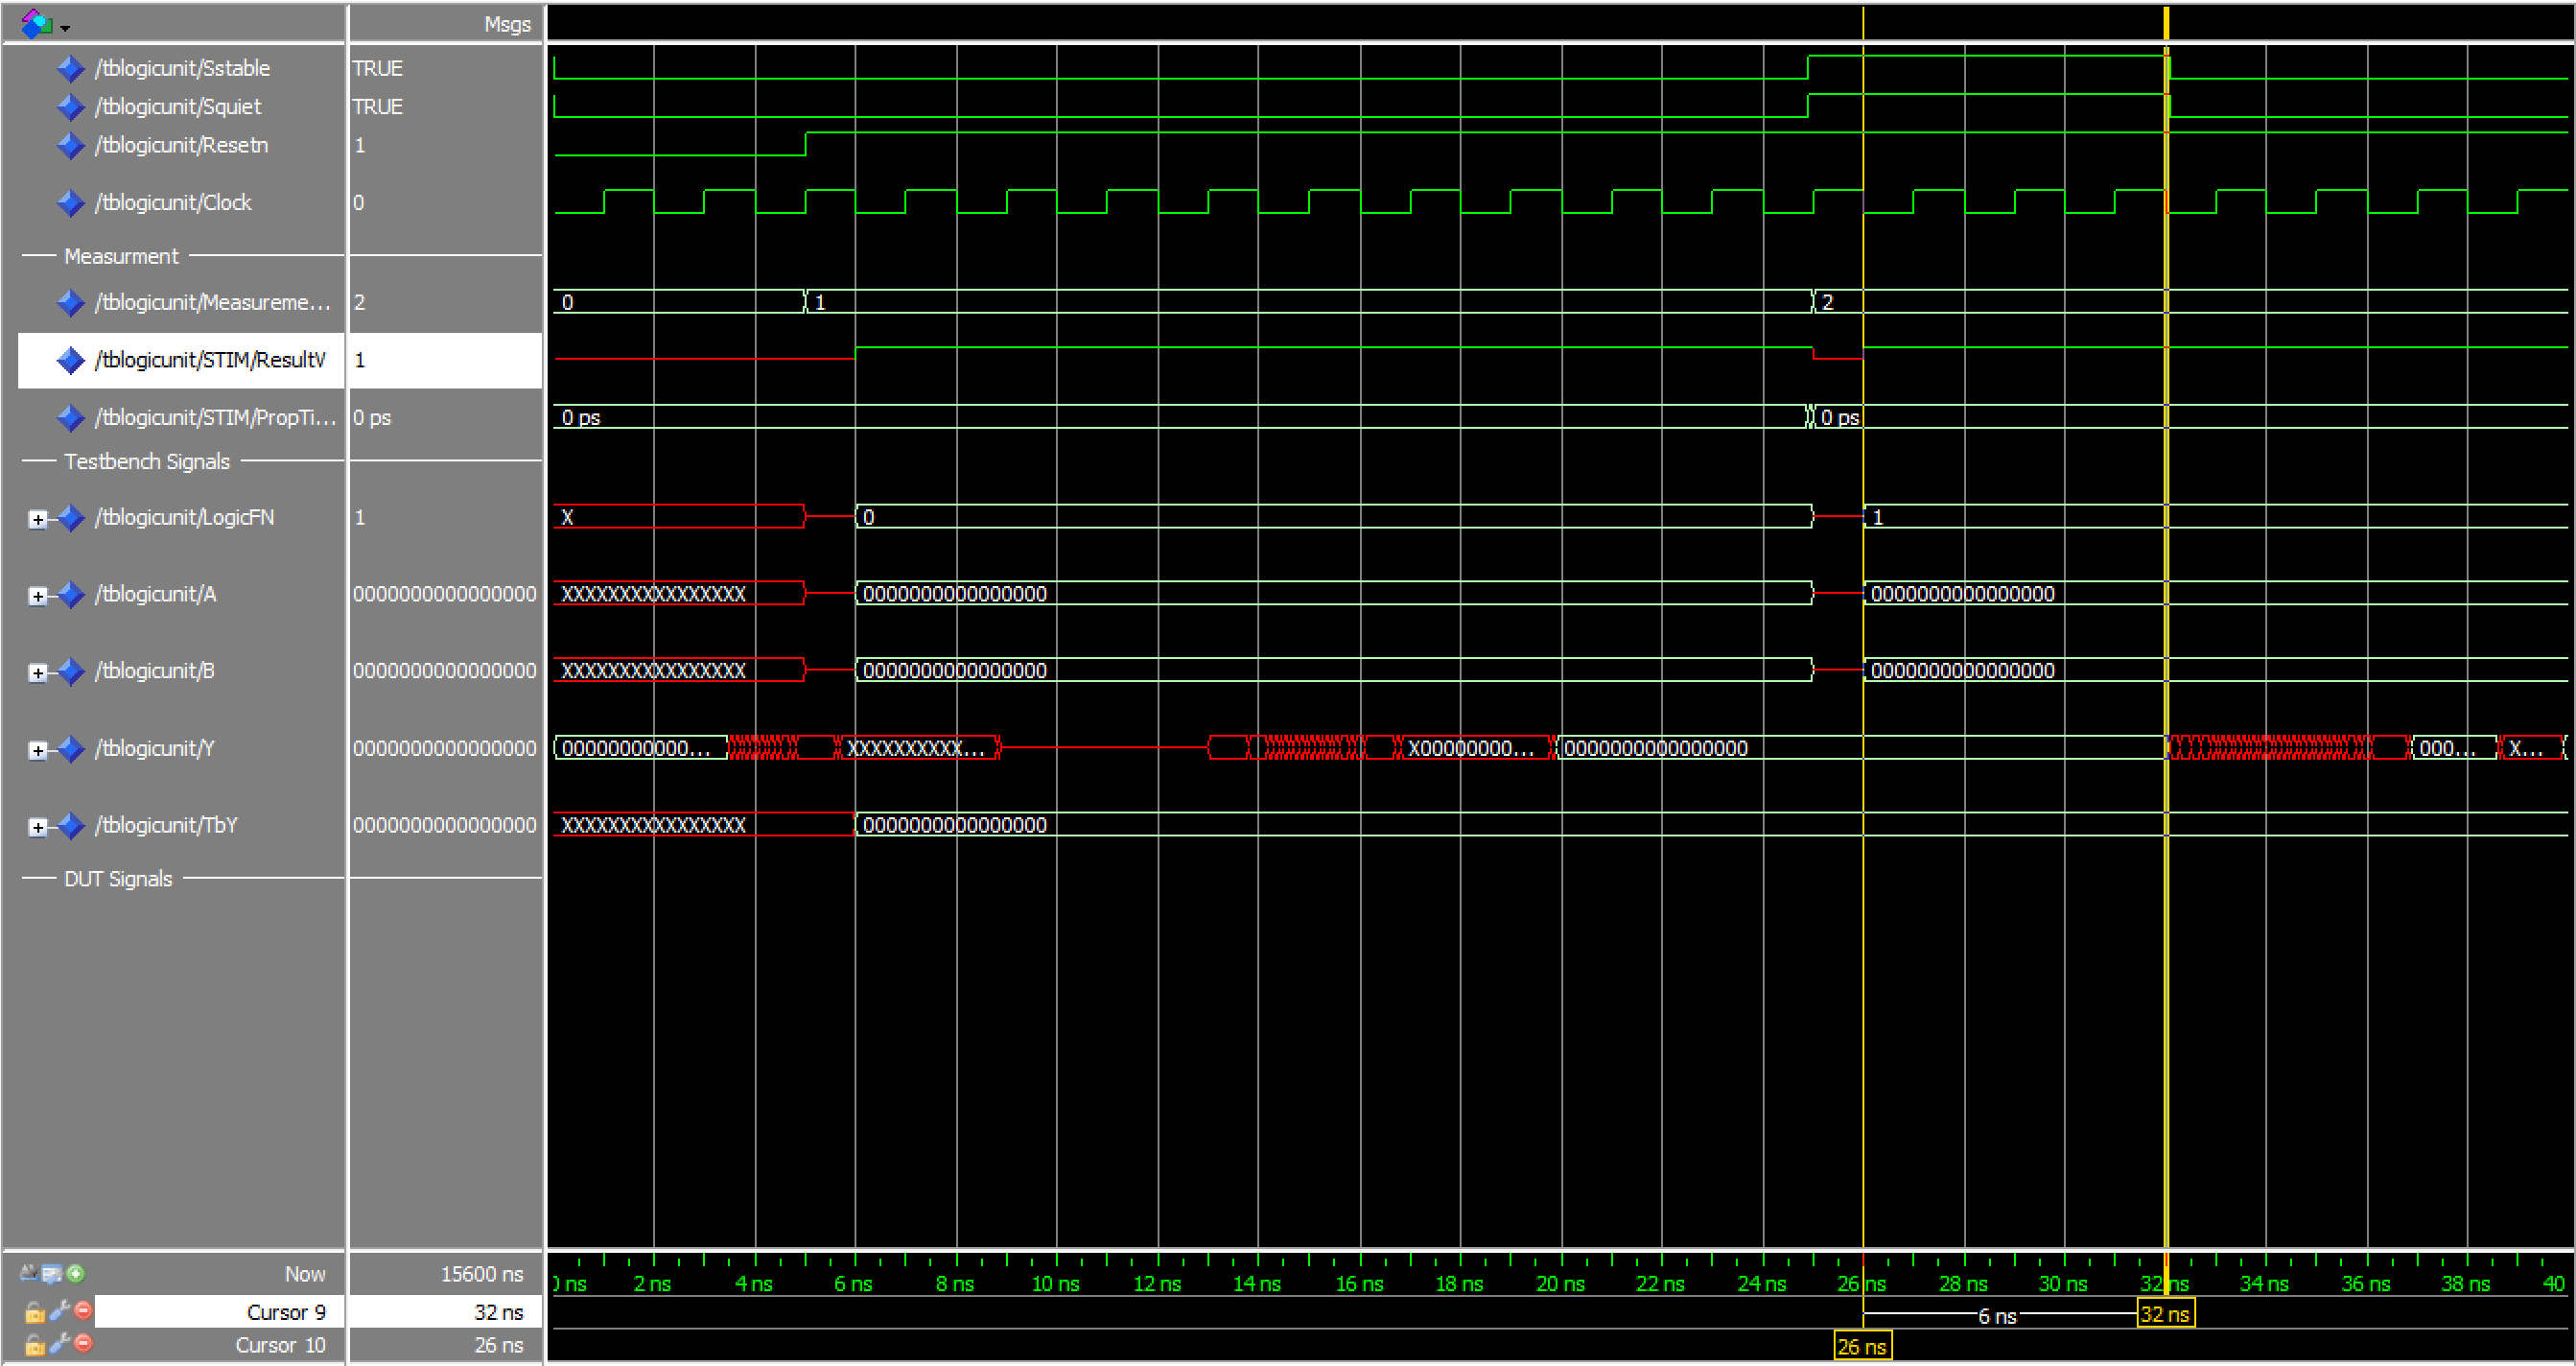 Msgs
/tblogicunit/Sstable TRUE
/tblogicunit/Squiet TRUE
/tblogicunit/Resetn 1
/tblogicunit/Clock 0
Measurment
/tblogicunit/Measureme... 2 0 1 2
/tblogicunit/STIM/ResultV 1
/tblogicunit/STIM/PropTi... 0 ps 0 ps 0 ps
Testbench Signals
/tblogicunit/LogicFN 1 X 0 1
/tblogicunit/A 0000000000000000 XXXXXXXXXXXXXXXX 0000000000000000 0000000000000000
/tblogicunit/B 0000000000000000 XXXXXXXXXXXXXXXX 0000000000000000 0000000000000000
/tblogicunit/Y 0000000000000000 00000000000... XXXXXXXXXX... X00000000... 0000000000000000 000... X...
/tblogicunit/TbY 0000000000000000 XXXXXXXXXXXXXXXX 0000000000000000
DUT Signals
Now 15600 ns 0 ns 2 ns 4 ns 6 ns 8 ns 10 ns 12 ns 14 ns 16 ns 18 ns 20 ns 22 ns 24 ns 26 ns 28 ns 30 ns 32 ns 34 ns 36 ns 38 ns 40
Cursor 9 32 ns 6 ns 32 ns
Cursor 10 26 ns 26 ns